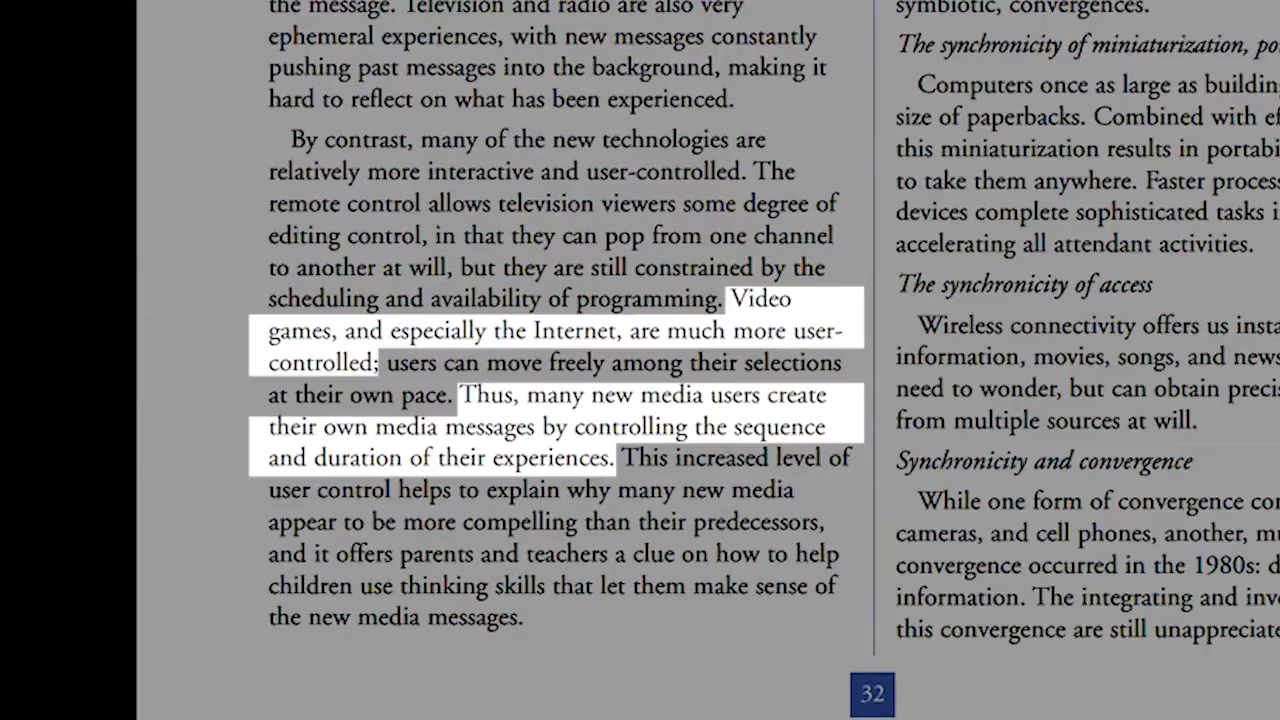 the message. Television and radio are also very
ephemeral experiences, with new messages constantly
pushing past messages into the background, making it
hard to reflect on what has been experienced.
By contrast, many of the new technologies are
relatively more interactive and user-controlled. The
remote control allows television viewers some degree of
editing control, in that they can pop from one channel
to another at will, but they are still constrained by the
scheduling and availability of programming. Video
games, and especially the Internet, are much more user-
controlled; users can move freely among their selections
at their own pace. Thus, many new media users create
their own media messages by controlling the sequence
and duration of their experiences. This increased level of
user control helps to explain why many new media
appear to be more compelling than their predecessors,
and it offers parents and teachers a clue on how to help
children use thinking skills that let them make sense of
the new media messages.
symbiotic, convergences.
The synchronicity of miniaturization,
Computers once as large as
size of paperbacks. Combined with
this miniaturization results in
to take them anywhere. Faster
devices complete sophisticated tasks
accelerating all attendant activities.
The synchronicity of access
Wireless connectivity offers us
information, movies, songs, and
need to wonder, but can obtain
from multiple sources at will.
Synchronicity and convergence
While one form of convergence
cameras, and cell phones, another,
convergence occurred in the 1980s:
information. The integrating and
this convergence are still
32